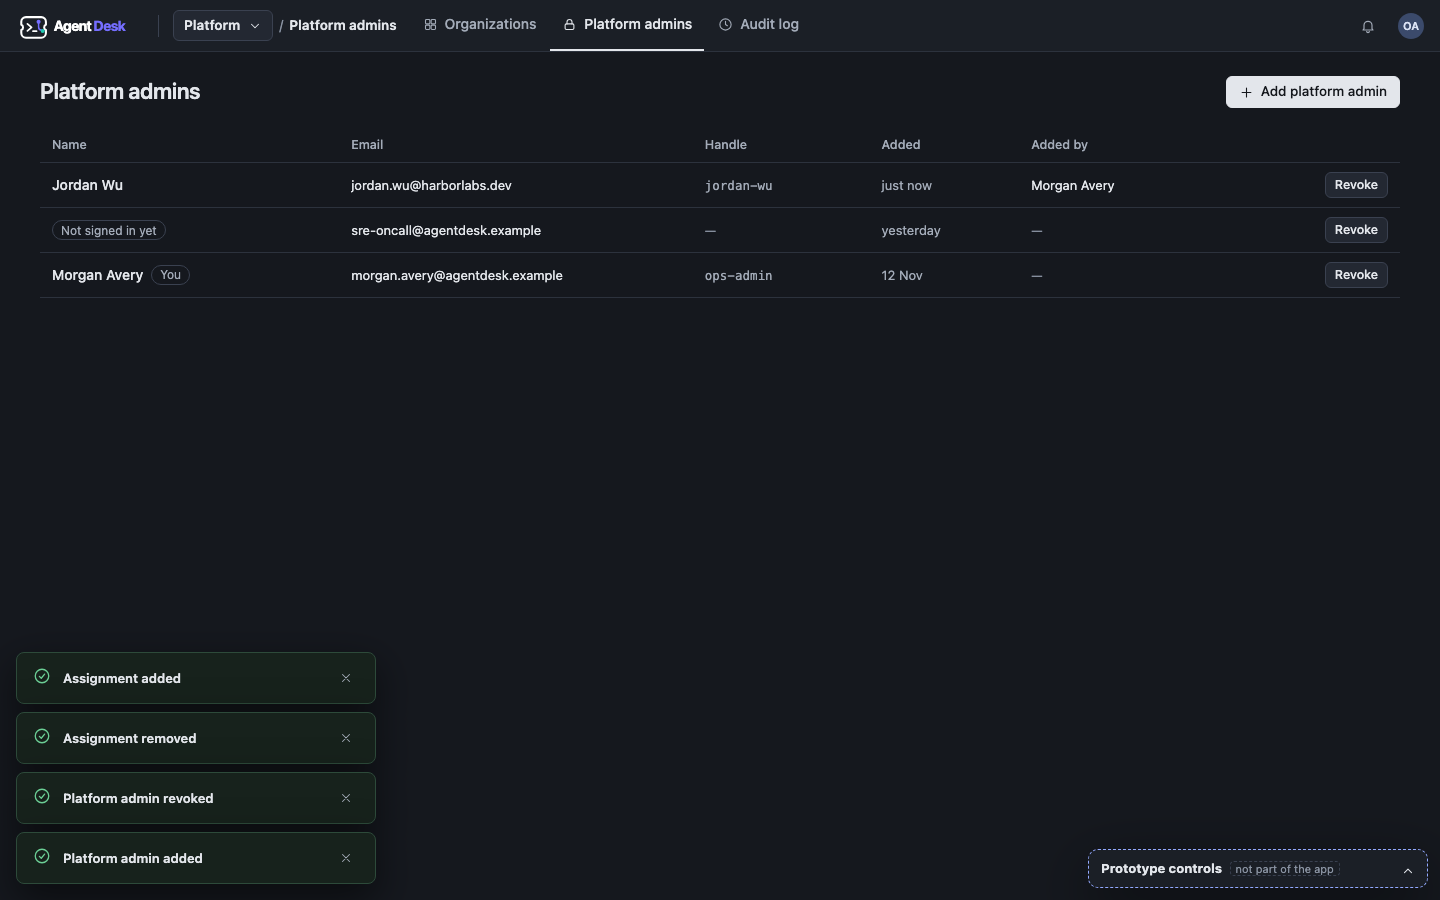 AgentDesk
Platform / Platform admins Organizations Platform admins Audit log OA
Platform admins
+ Add platform admin
Name Email Handle Added Added by
Jordan Wu jordan.wu@harborlabs.dev jordan-wu just now Morgan Avery Revoke
Not signed in yet sre-oncall@agentdesk.example — yesterday — Revoke
Morgan Avery You morgan.avery@agentdesk.example ops-admin 12 Nov — Revoke
Assignment added
Assignment removed
Platform admin revoked
Platform admin added
Prototype controls not part of the app